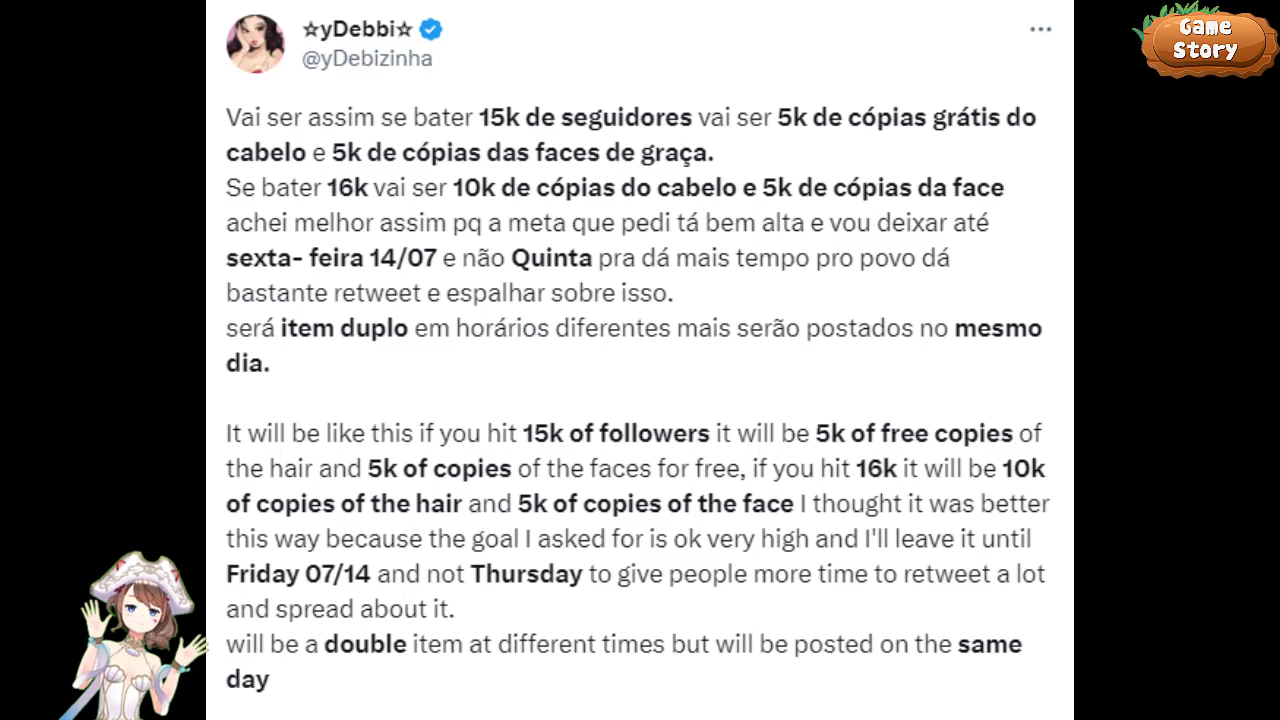 ☆yDebbi☆
@yDebizinha
Game
Story
Vai ser assim se bater 15k de seguidores vai ser 5k de cópias grátis do
cabelo e 5k de cópias das faces de graça.
Se bater 16k vai ser 10k de cópias do cabelo e 5k de cópias da face
achei melhor assim pq a meta que pedi tá bem alta e vou deixar até
sexta- feira 14/07 e não Quinta pra dá mais tempo pro povo dá
bastante retweet e espalhar sobre isso.
será item duplo em horários diferentes mais serão postados no mesmo
dia.
It will be like this if you hit 15k of followers it will be 5k of free copies of
the hair and 5k of copies of the faces for free, if you hit 16k it will be 10k
of copies of the hair and 5k of copies of the face I thought it was better
this way because the goal I asked for is ok very high and I'll leave it until
Friday 07/14 and not Thursday to give people more time to retweet a lot
and spread about it.
will be a double item at different times but will be posted on the same
day